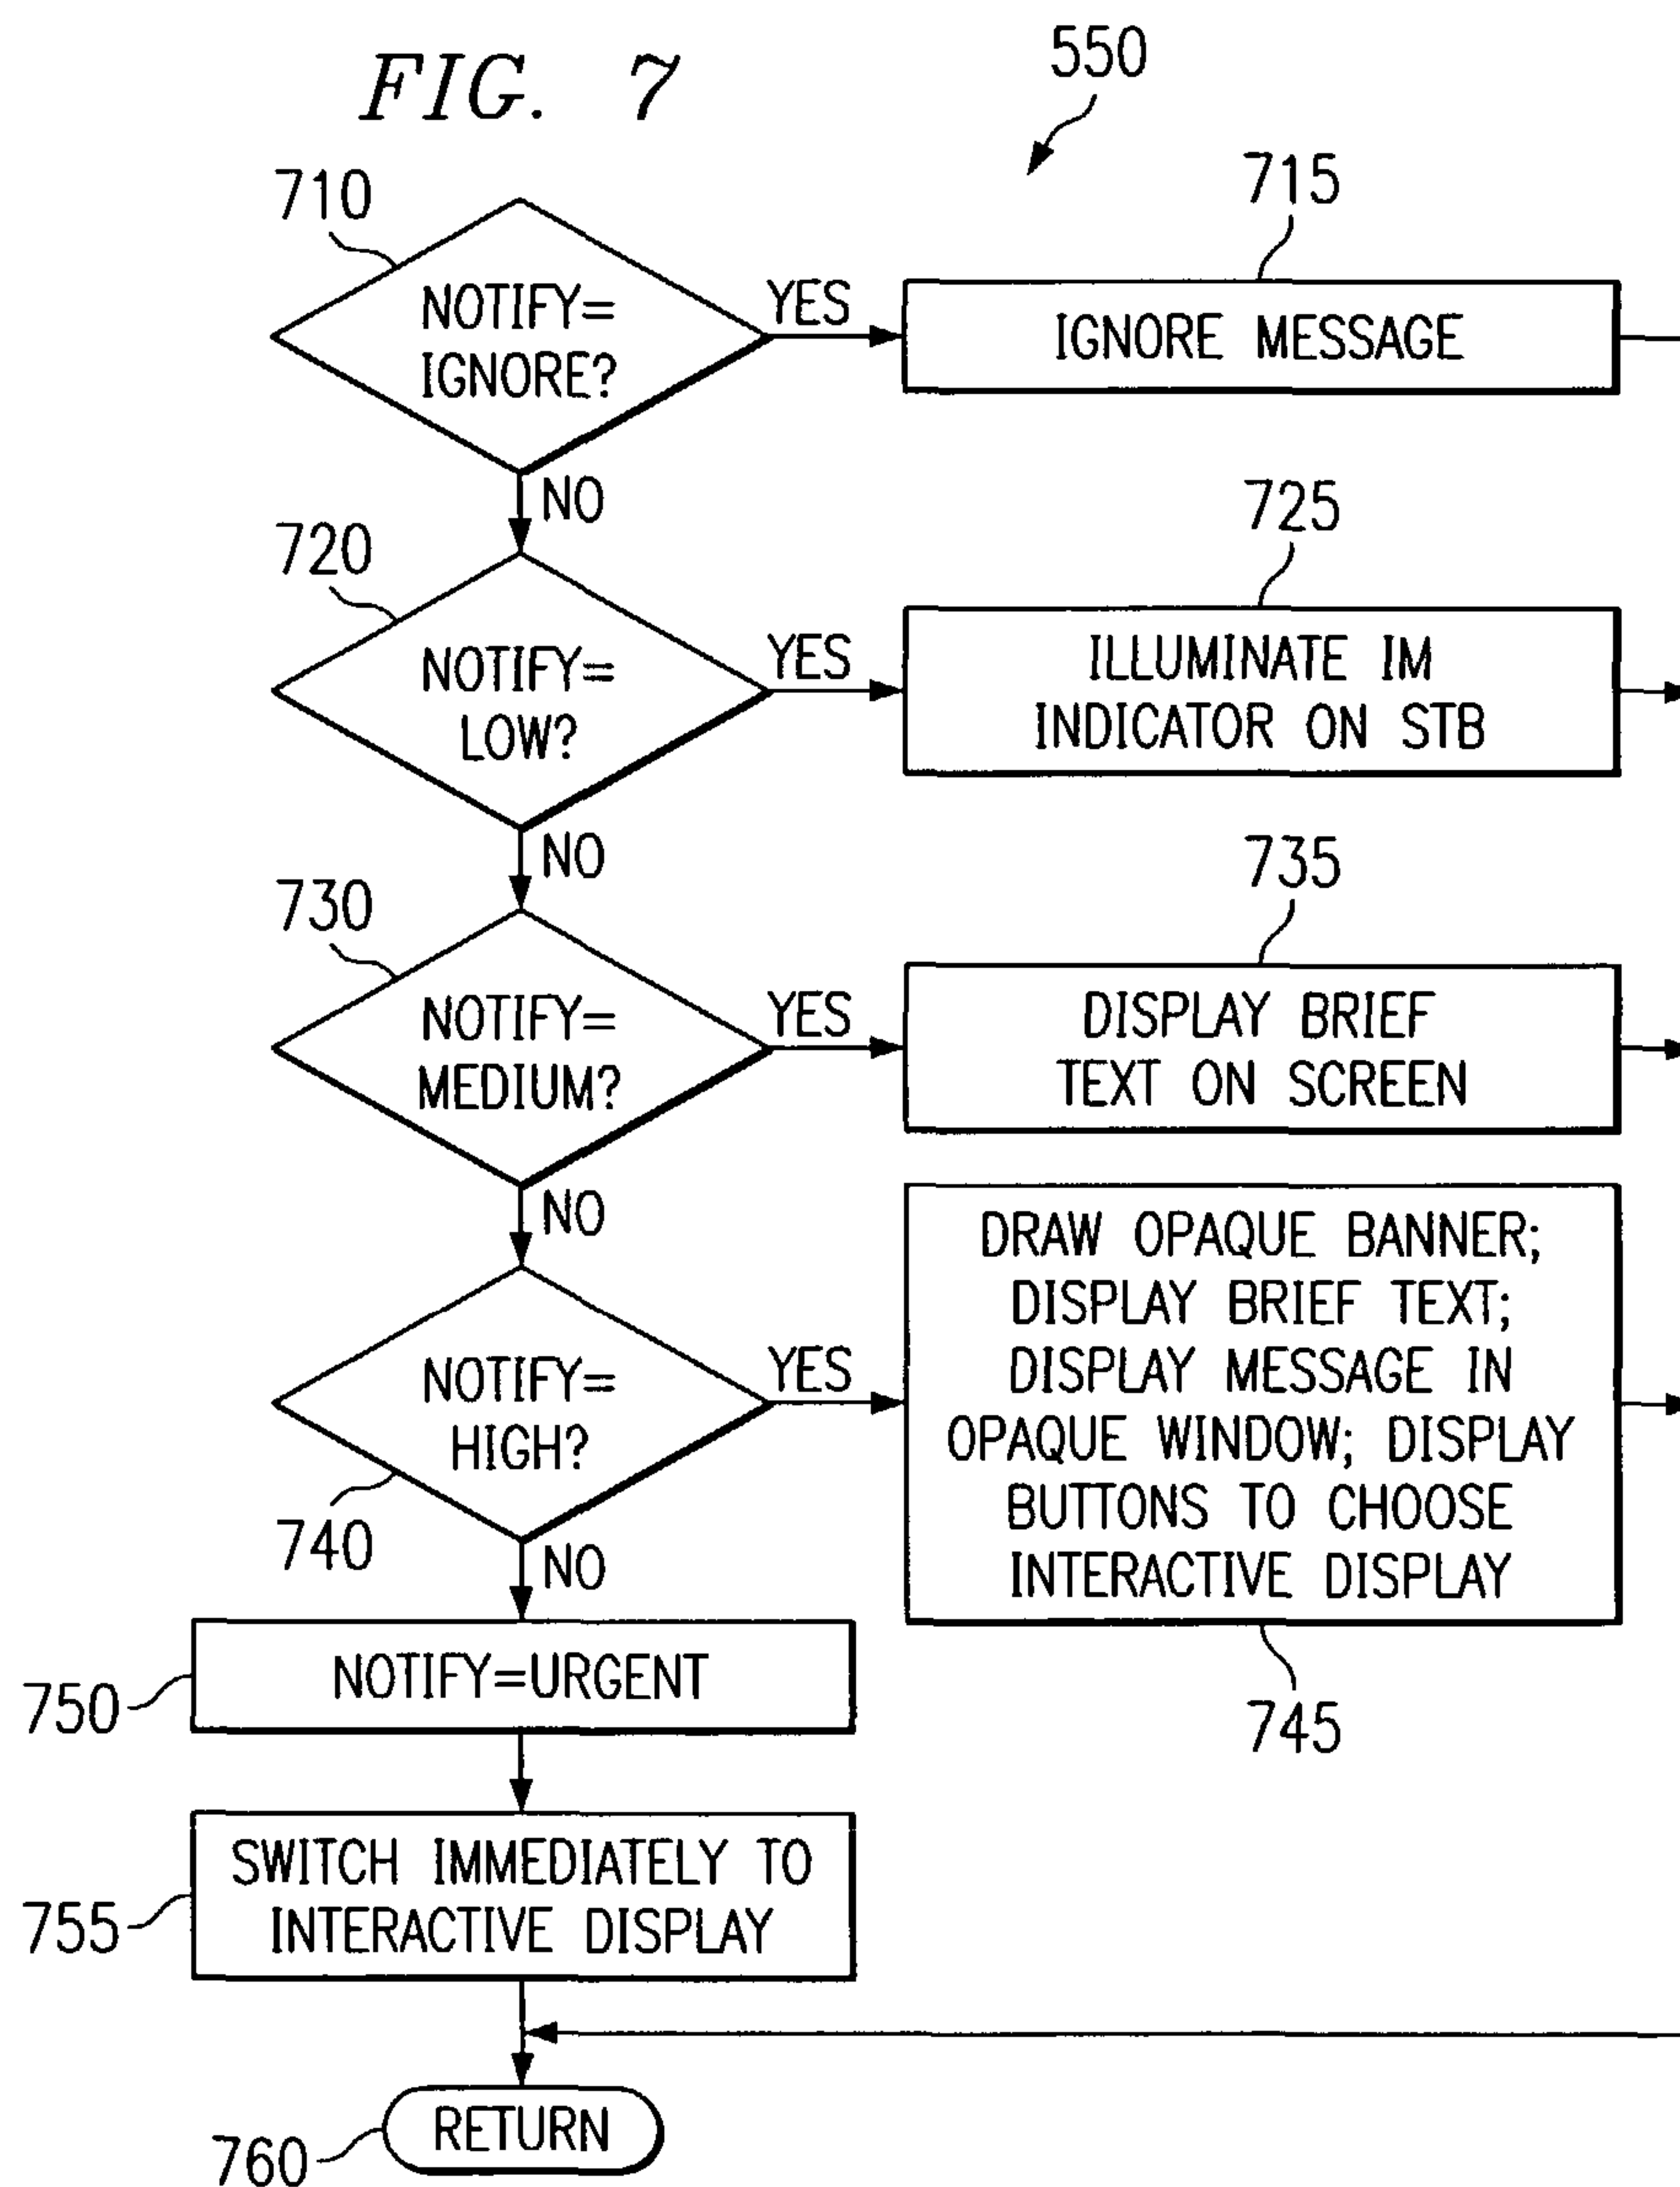 FIG. 7
550
710
NOTIFY=
IGNORE?
YES
715
IGNORE MESSAGE
NO
720
NOTIFY=
LOW?
YES
725
ILLUMINATE IM
INDICATOR ON STB
NO
730
NOTIFY=
MEDIUM?
YES
735
DISPLAY BRIEF
TEXT ON SCREEN
NO
740
NOTIFY=
HIGH?
YES
DRAW OPAQUE BANNER;
DISPLAY BRIEF TEXT;
DISPLAY MESSAGE IN
OPAQUE WINDOW; DISPLAY
BUTTONS TO CHOOSE
INTERACTIVE DISPLAY
745
NO
750
NOTIFY=URGENT
755
SWITCH IMMEDIATELY TO
INTERACTIVE DISPLAY
760
RETURN